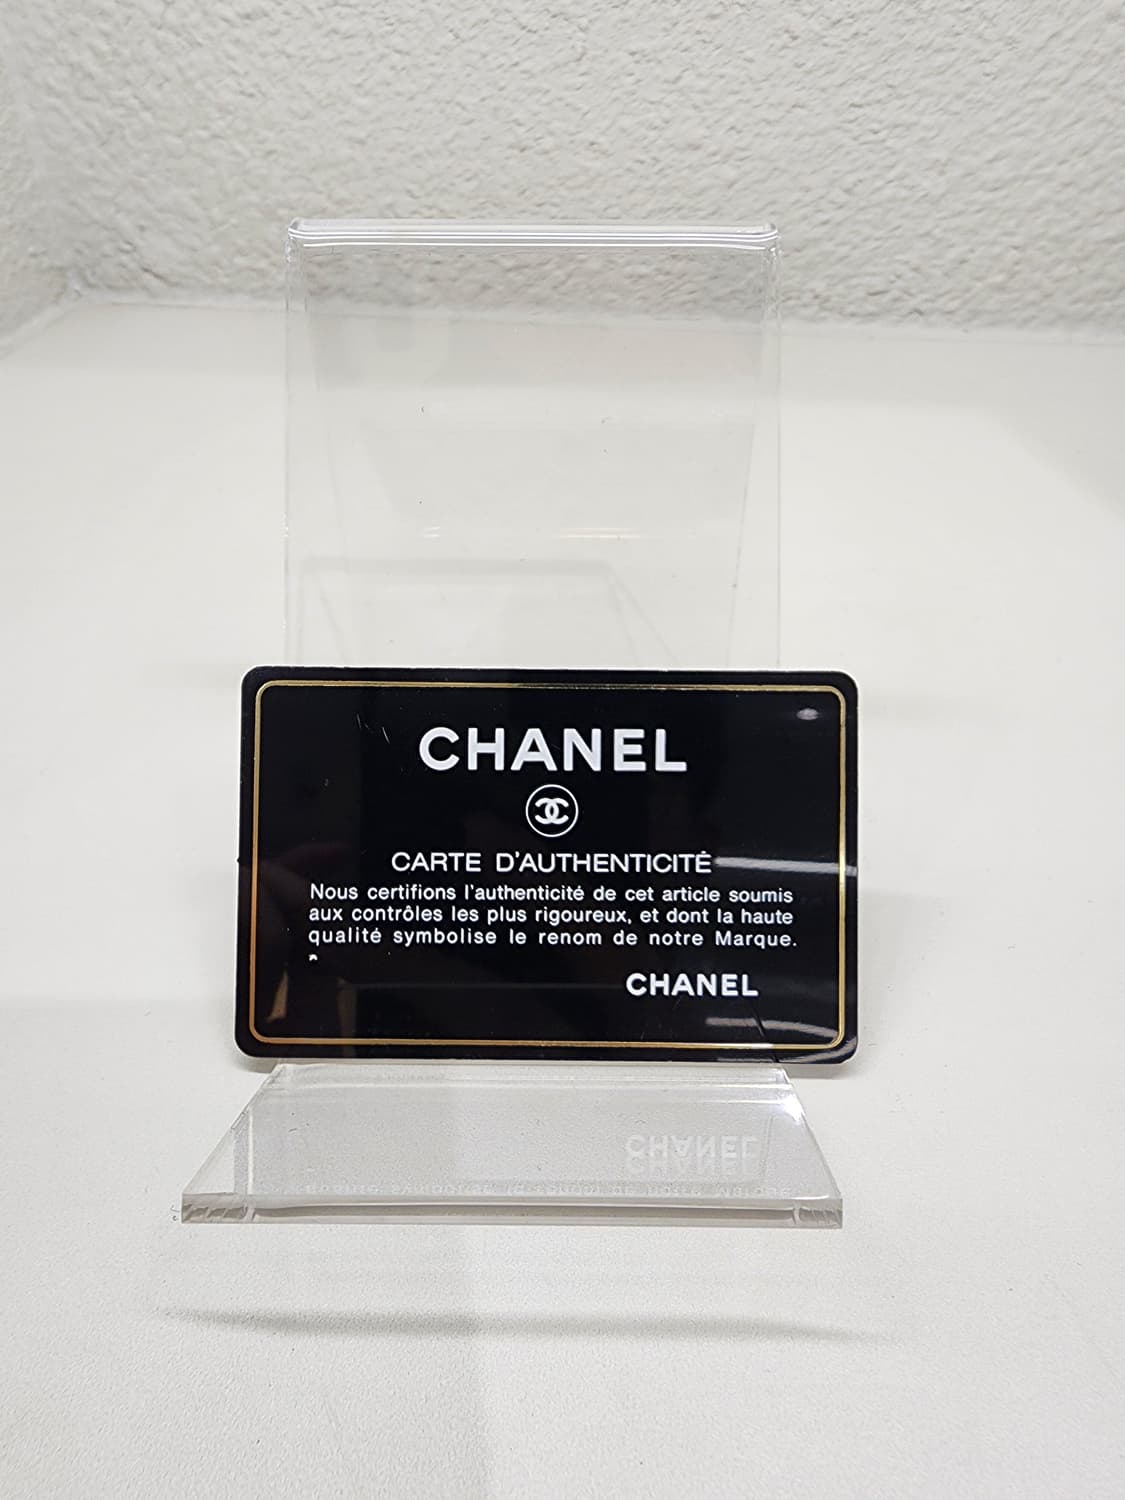 CHANEL
CARTE D'AUTHENTICITÉ
Nous certifions l'authenticité de cet article soumis
aux contrôles les plus rigoureux, et dont la haute
qualité symbolise le renom de notre Marque.
CHANEL